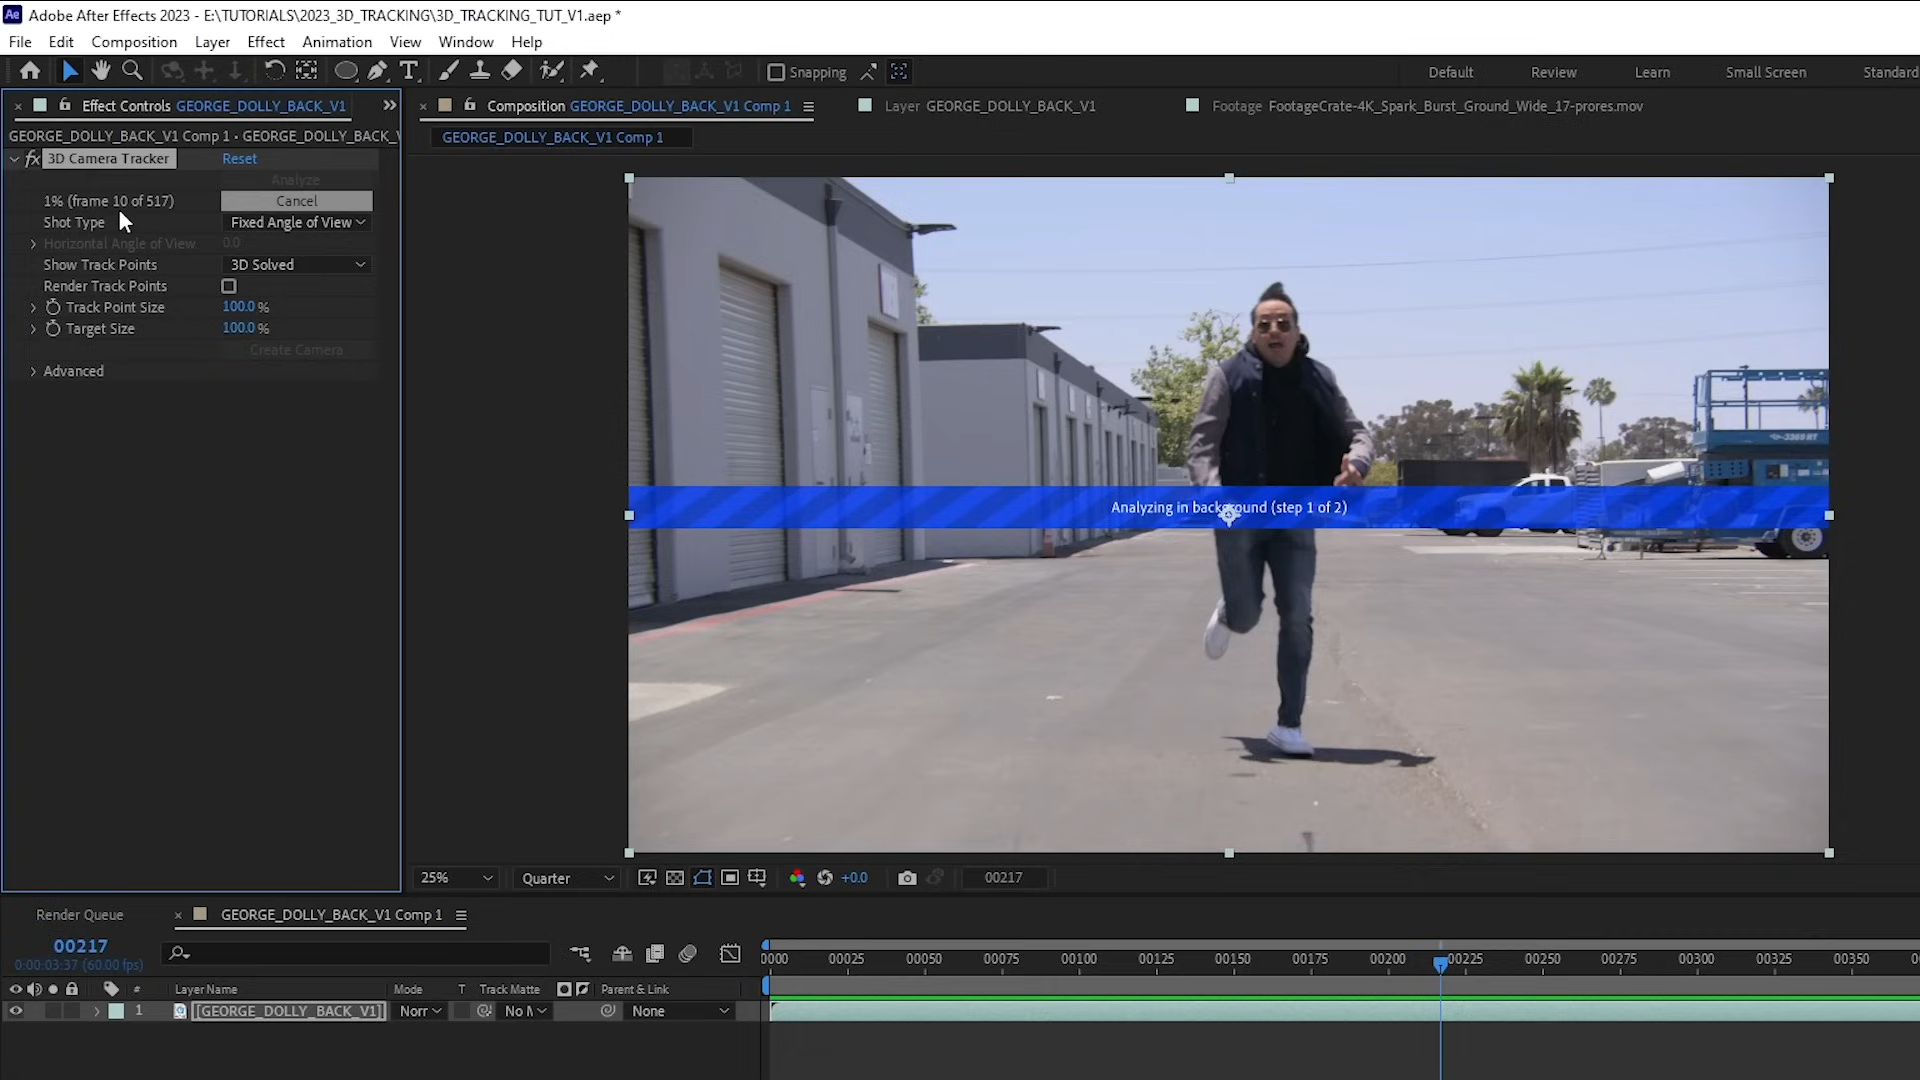 Adobe After Effects 2023 - E:\TUTORIALS\2023_3D_TRACKING\3D_TRACKING_TUT_V1.aep *
File Edit Composition Layer Effect Animation View Window Help
Snapping Default Review Learn Small Screen Standard
Effect Controls GEORGE_DOLLY_BACK_V1
Composition GEORGE_DOLLY_BACK_V1 Comp 1
Layer GEORGE_DOLLY_BACK_V1
Footage FootageCrate-4K_Spark_Burst_Ground_Wide_17-prores.mov
GEORGE_DOLLY_BACK_V1 Comp 1 • GEORGE_DOLLY_BACK_V
GEORGE_DOLLY_BACK_V1 Comp 1
fx 3D Camera Tracker Reset
Analyze
1% (frame 10 of 517) Cancel
Shot Type Fixed Angle of View
Horizontal Angle of View 0.0
Show Track Points 3D Solved
Render Track Points
Track Point Size 100.0 %
Target Size 100.0 %
Create Camera
Advanced
Analyzing in background (step 1 of 2)
25% Quarter +0.0 00217
Render Queue GEORGE_DOLLY_BACK_V1 Comp 1
00217
0:00:03:37 (60.00 fps)
0000 00025 00050 00075 00100 00125 00150 00175 00200 00225 00250 00275 00300 00325 00350
# Layer Name Mode T Track Matte Parent & Link
1 [GEORGE_DOLLY_BACK_V1] Norr No M None